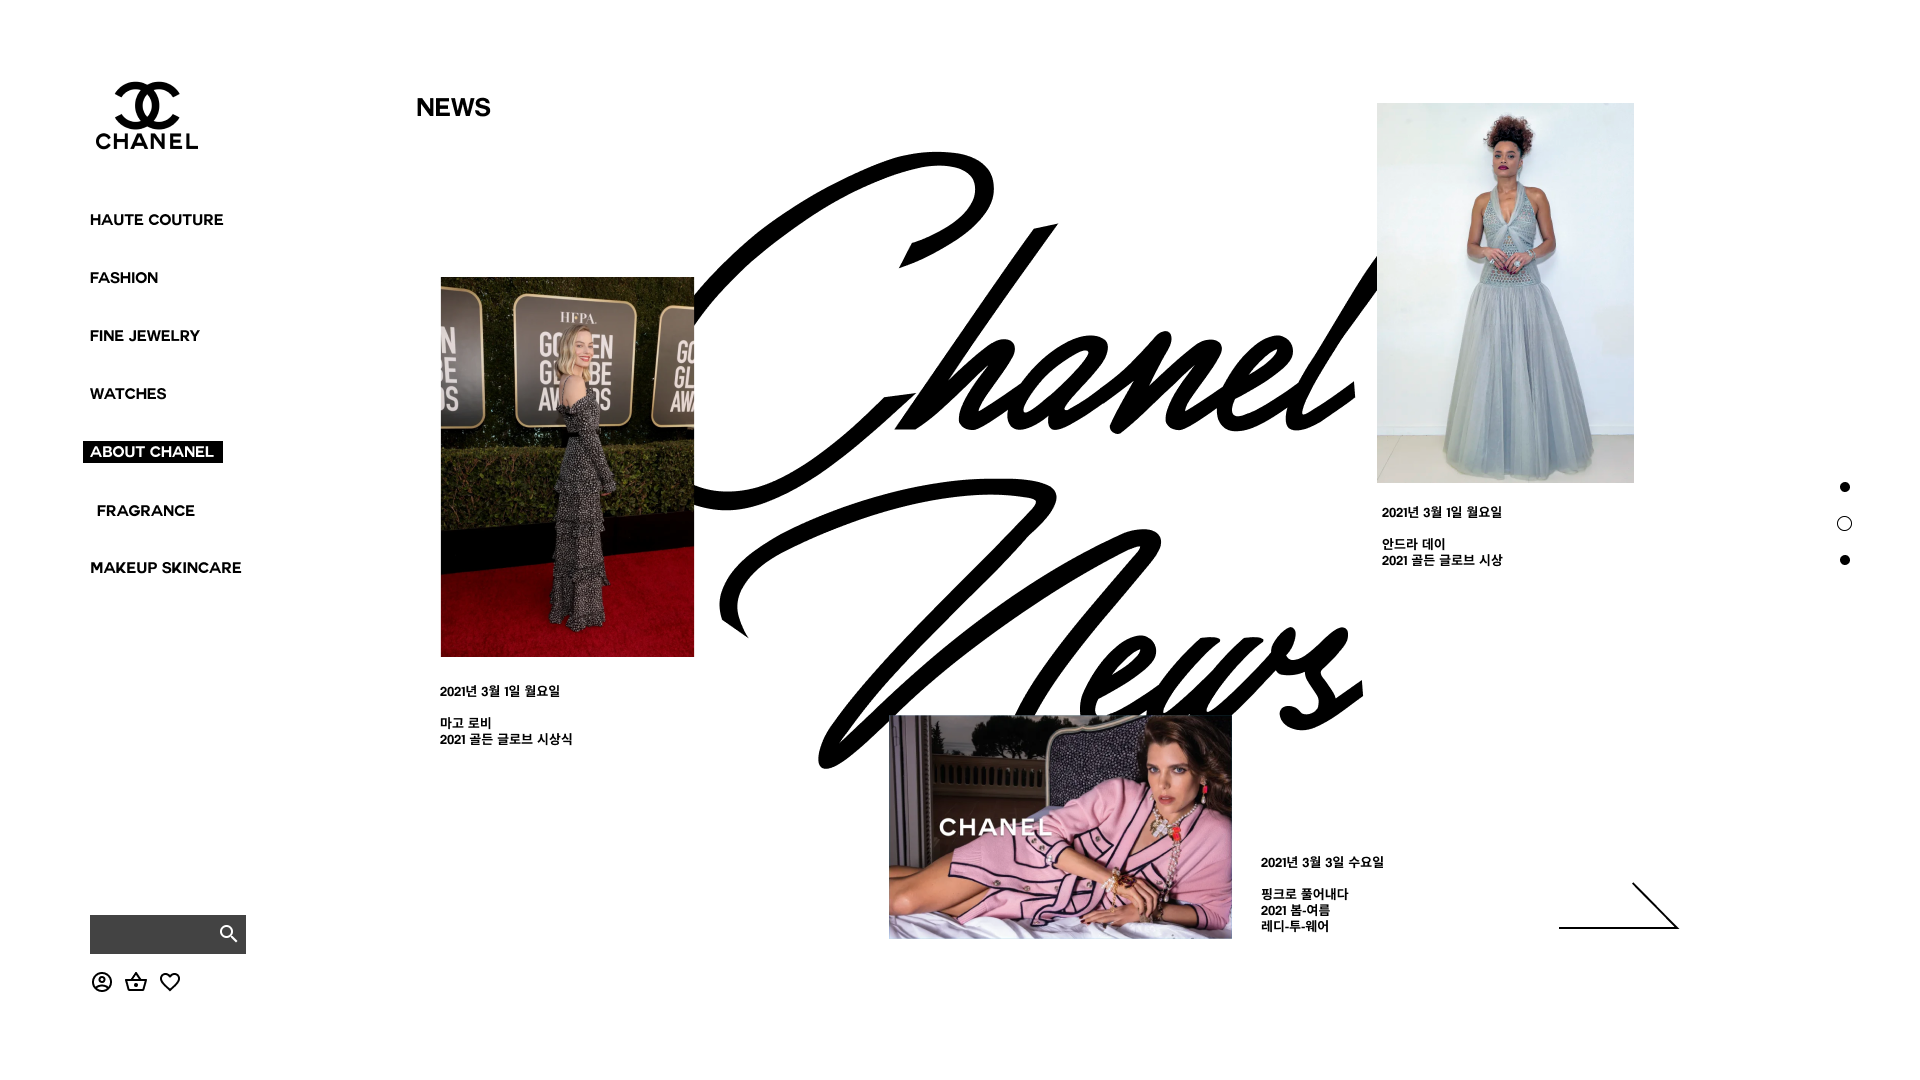 CHANEL
HAUTE COUTURE
FASHION
FINE JEWELRY
WATCHES
ABOUT CHANEL
FRAGRANCE
MAKEUP SKINCARE
NEWS
Chanel
News
HFPA.
GOLDEN
GLOBE
AWARDS
2021년 3월 1일 월요일
마고 로비
2021 골든 글로브 시상식
2021년 3월 1일 월요일
안드라 데이
2021 골든 글로브 시상
CHANEL
2021년 3월 3일 수요일
핑크로 풀어내다
2021 봄-여름
레디-투-웨어